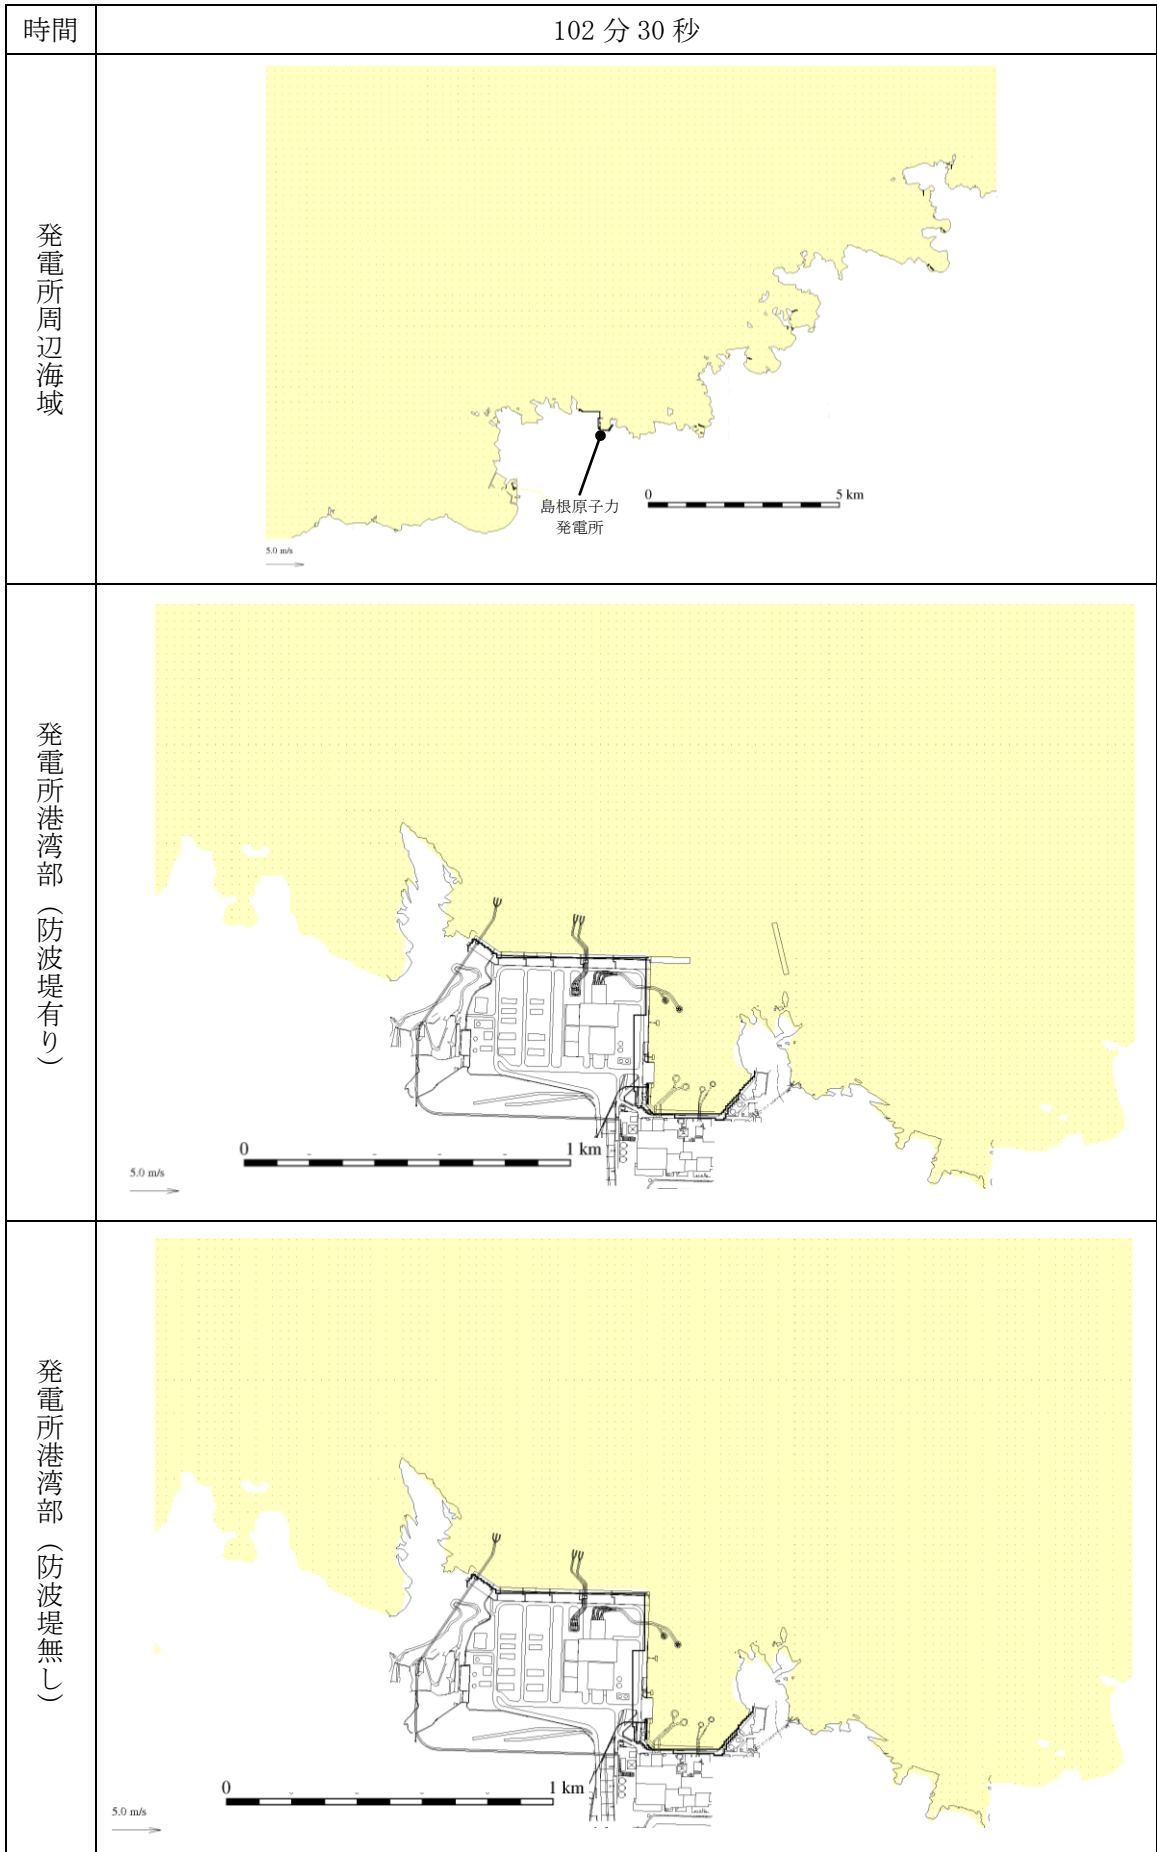 時間
102 分 30 秒
発電所周辺海域
島根原子力
発電所
0
5 km
5.0 m/s
発電所港湾部（防波堤有り）
0
1 km
5.0 m/s
発電所港湾部（防波堤無し）
0
1 km
5.0 m/s